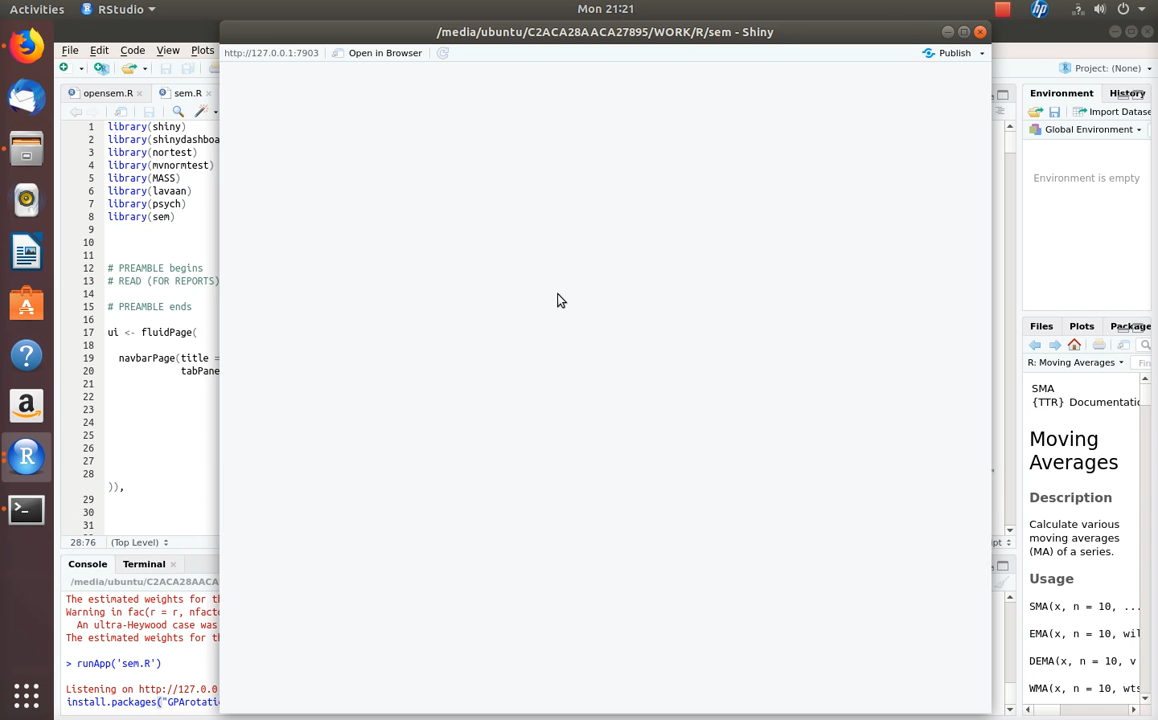 Activities RStudio Mon 21:21
/media/ubuntu/C2ACA28AACA27895/WORK/R/sem - Shiny
http://127.0.0.1:7903 Open in Browser Publish
File Edit Code View Plots
Project: (None)
opensem.R
sem.R
1 library(shiny)
2 library(shinydashboa
3 library(nortest)
4 library(mvnormtest)
5 library(MASS)
6 library(lavaan)
7 library(psych)
8 library(sem)
9
10
11
12 # PREAMBLE begins
13 # READ (FOR REPORTS)
14
15 # PREAMBLE ends
16
17 ui <- fluidPage(
18
19 navbarPage(title =
20 tabPane
21
22
23
24
25
26
27
28
)),
29
30
31
28:76 (Top Level)
Console Terminal
/media/ubuntu/C2ACA28AACA
The estimated weights for th
Warning in fac(r = r, nfacto
An ultra-Heywood case was
The estimated weights for th
> runApp('sem.R')
Listening on http://127.0.0
install.packages("GPArotati
Environment History
Import Datase
Global Environment
Environment is empty
Files Plots Package
R: Moving Averages Fin
SMA
{TTR} Documentatio
Moving
Averages
Description
Calculate various
moving averages
(MA) of a series.
Usage
SMA(x, n = 10, ...
EMA(x, n = 10, wil
DEMA(x, n = 10, v
WMA(x, n = 10, wts